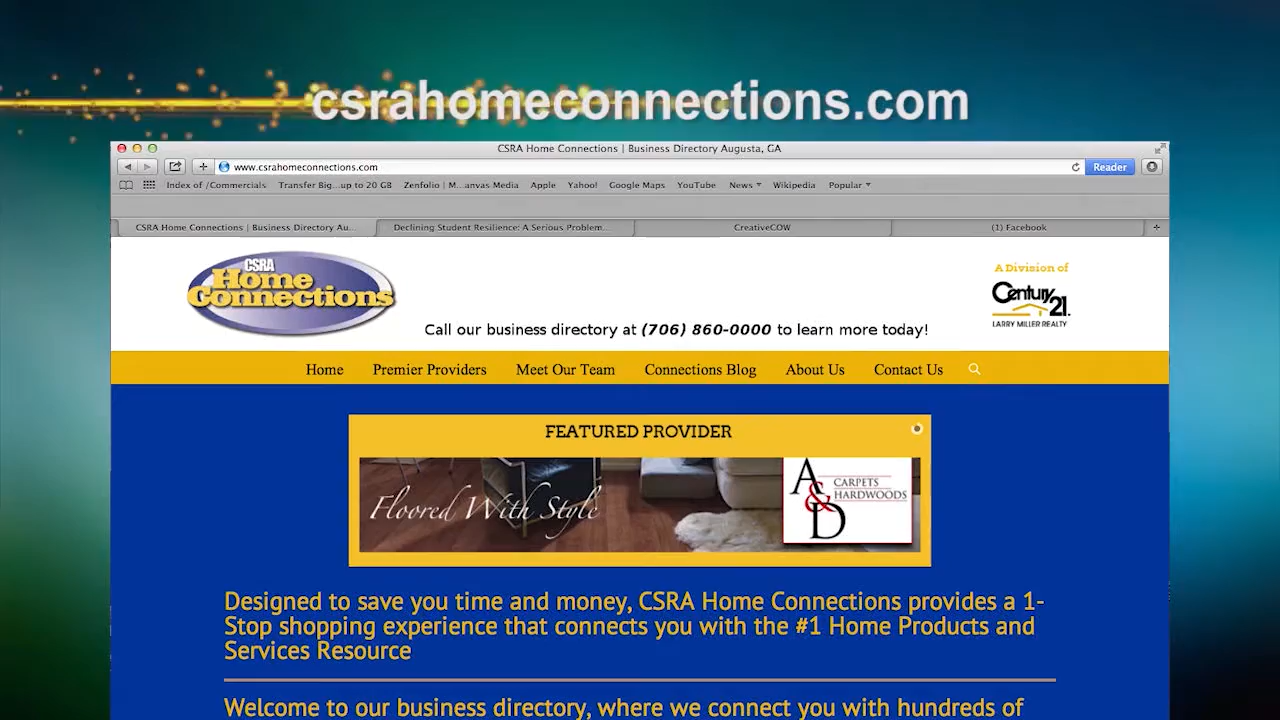 csrahomeconnections.com
CSRA Home Connections | Business Directory Augusta, GA
www.csrahomeconnections.com
Reader
Index of /Commercials Transfer Big...up to 20 GB Zenfolio | M...anvas Media Apple Yahoo! Google Maps YouTube News Wikipedia Popular
CSRA Home Connections | Business Directory Au... Declining Student Resilience: A Serious Problem... CreativeCOW (1) Facebook
CSRA
Home
Connections
Call our business directory at (706) 860-0000 to learn more today!
A Division of
Century 21.
LARRY MILLER REALTY
Home Premier Providers Meet Our Team Connections Blog About Us Contact Us
FEATURED PROVIDER
Floored With Style
A&D
CARPETS
HARDWOODS
Designed to save you time and money, CSRA Home Connections provides a 1-
Stop shopping experience that connects you with the #1 Home Products and
Services Resource
Welcome to our business directory, where we connect you with hundreds of